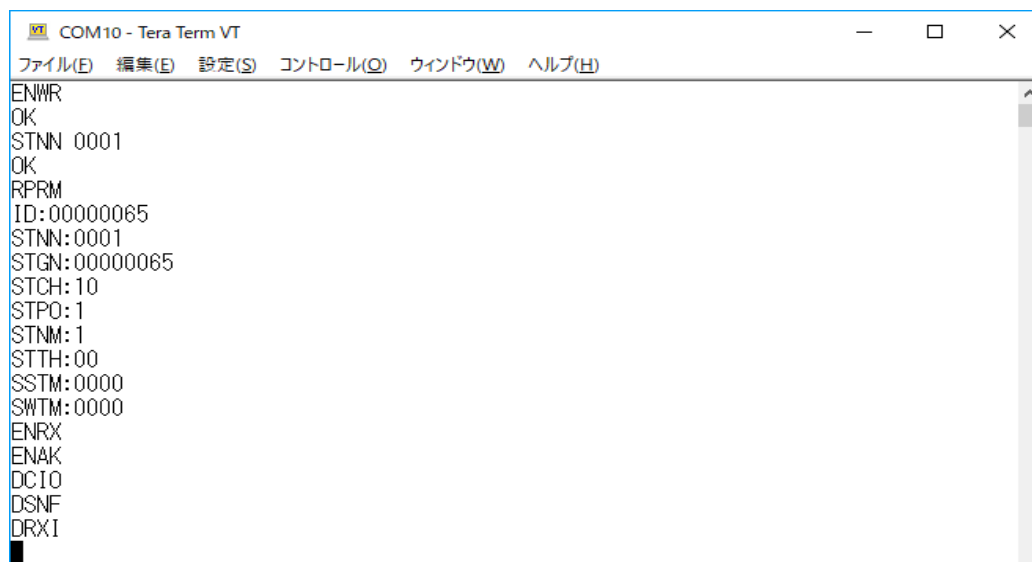 VT COM10 - Tera Term VT
ファイル(F) 編集(E) 設定(S) コントロール(O) ウィンドウ(W) ヘルプ(H)
ENWR
OK
STNN 0001
OK
RPRM
ID:00000065
STNN:0001
STGN:00000065
STCH:10
STPO:1
STNM:1
STTH:00
SSTM:0000
SWTM:0000
ENRX
ENAK
DCIO
DSNF
DRXI